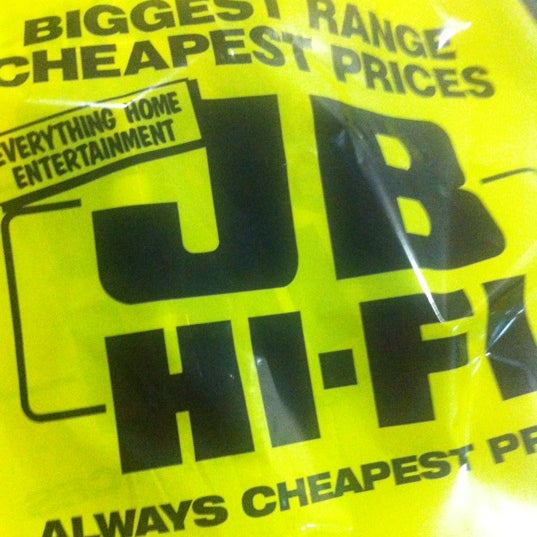 BIGGEST RANGE
CHEAPEST PRICES
EVERYTHING HOME
ENTERTAINMENT
JB
HI-FI
ALWAYS CHEAPEST